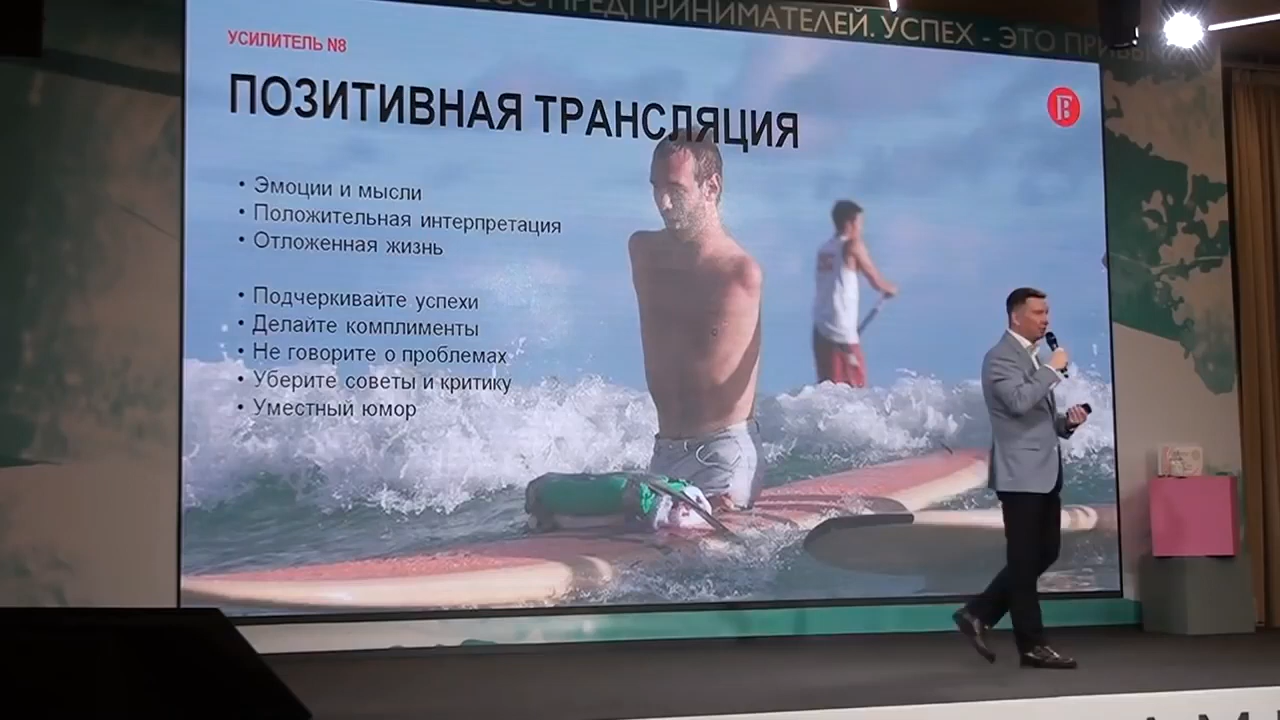 ПРЕДПРИНИМАТЕЛЕЙ. УСПЕХ - ЭТО
УСИЛИТЕЛЬ N8
ПОЗИТИВНАЯ ТРАНСЛЯЦИЯ
• Эмоции и мысли
• Положительная интерпретация
• Отложенная жизнь
• Подчеркивайте успехи
• Делайте комплименты
• Не говорите о проблемах
• Уберите советы и критику
• Уместный юмор